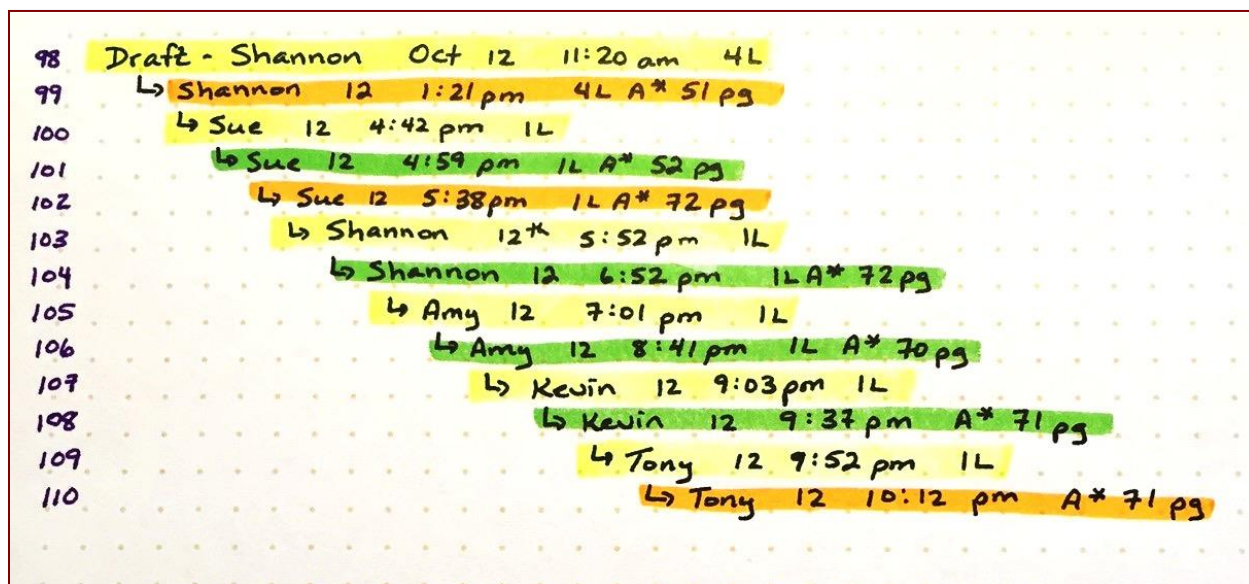 98 Draft - Shannon Oct 12 11:20 am 4L
99 ↳ Shannon 12 1:21 pm 4L A* 51 pg
100 ↳ Sue 12 4:42 pm 1L
101 ↳ Sue 12 4:59 pm 1L A* 52 pg
102 ↳ Sue 12 5:38pm 1L A* 72 pg
103 ↳ Shannon 12th 5:52 pm 1L
104 ↳ Shannon 12 6:52 pm 1L A* 72 pg
105 ↳ Amy 12 7:01 pm 1L
106 ↳ Amy 12 8:41 pm 1L A* 70 pg
107 ↳ Kevin 12 9:03 pm 1L
108 ↳ Kevin 12 9:37 pm A* 71 pg
109 ↳ Tony 12 9:52 pm 1L
110 ↳ Tony 12 10:12 pm A* 71 pg